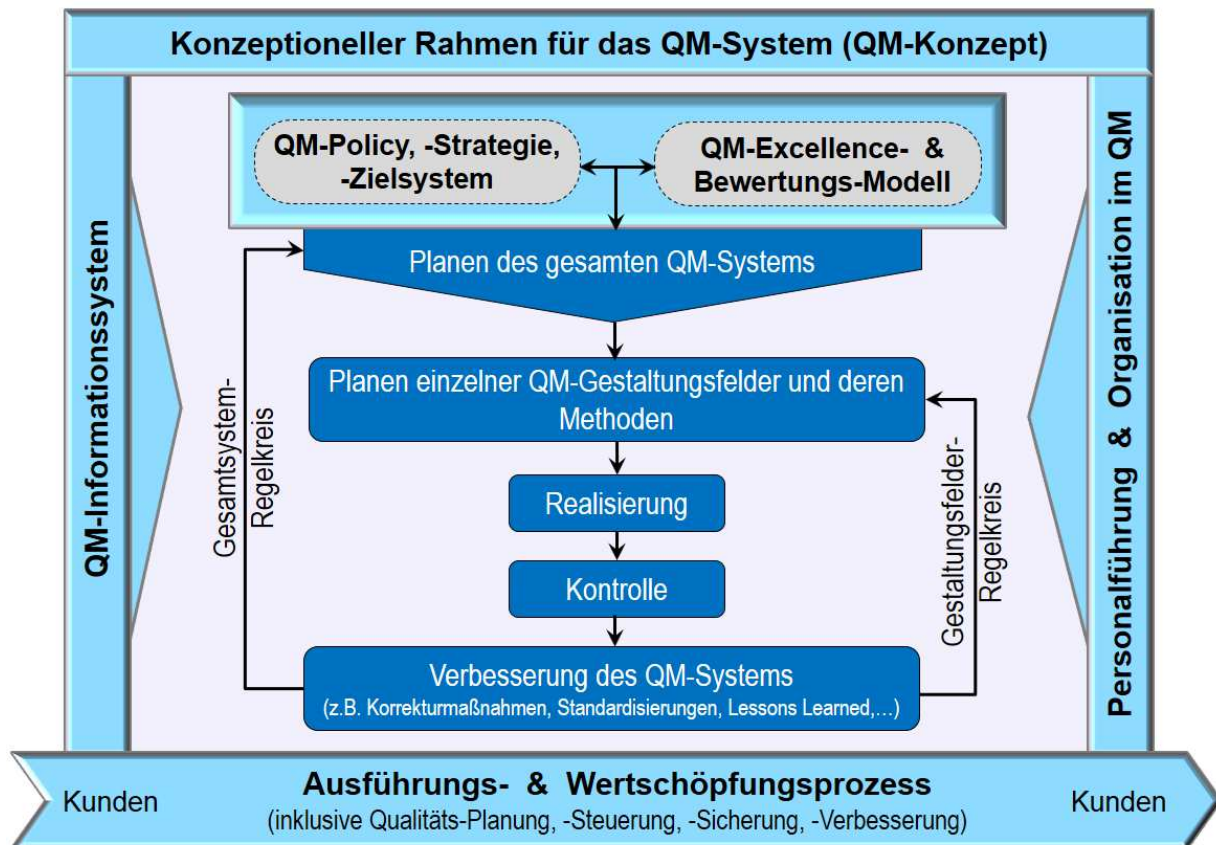 Konzeptioneller Rahmen für das QM-System (QM-Konzept)
QM-Policy, -Strategie,
-Zielsystem
QM-Excellence- &
Bewertungs-Modell
Planen des gesamten QM-Systems
Planen einzelner QM-Gestaltungsfelder und deren
Methoden
Realisierung
Kontrolle
Verbesserung des QM-Systems
(z.B. Korrekturmaßnahmen, Standardisierungen, Lessons Learned,…)
Gesamtsystem-
Regelkreis
Gestaltungsfelder-
Regelkreis
QM-Informationssystem
Personalführung & Organisation im QM
Kunden
Ausführungs- & Wertschöpfungsprozess
(inklusive Qualitäts-Planung, -Steuerung, -Sicherung, -Verbesserung)
Kunden